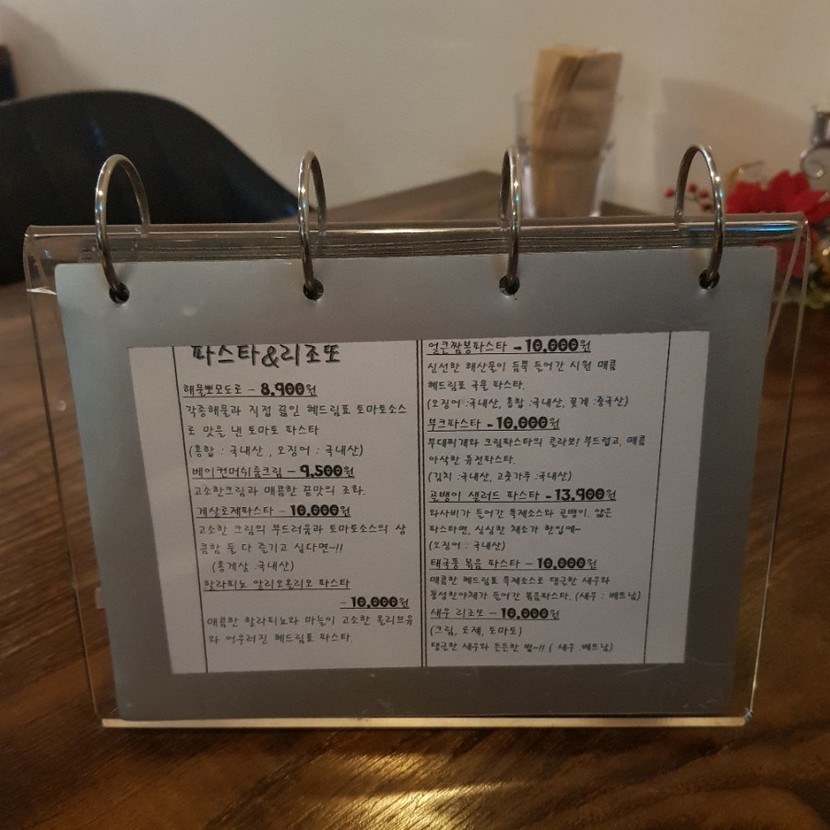 파스타&리조또
해물뽀모도로 - 8,900원
각종해물과 직접 끓인 헤드림표 토마토소스
로 맛을 낸 토마토 파스타
(홍합 : 국내산 , 오징어 : 국내산)
베이컨머쉬룸크림 - 9,500원
고소한크림과 매콤한 끝맛의 조화.
게살로제파스타 - 10,000원
고소한 크림의 부드러움과 토마토소스의 상
콤함 둘 다 즐기고 싶다면~!!
(홍게살 :국내산)
할라피뇨 알리오올리오 파스타
- 10,000원
매콤한 할라피뇨와 마늘이 고소한 올리브유
와 어우러진 헤드림표 파스타.
얼큰짬뽕파스타 - 10,000원
신선한 해산물이 듬뿍 들어간 시원 매콤
헤드림표 국물 파스타.
(오징어 :국내산, 홍합 :국내산, 꽃게 :중국산)
부크파스타 - 10,000원
부대찌개와 크림파스타의 콜라보! 부드럽고, 매콤
아삭한 퓨전파스타.
(김치 :국내산, 고춧가루 :국내산)
골뱅이 샐러드 파스타 - 13,900원
와사비가 들어간 특제소스와 골뱅이. 얇은
파스타면, 싱싱한 채소가 한입에~
(오징어 : 국내산)
태국풍 볶음 파스타 - 10,000원
매콤한 헤드림표 특제소스로 탱글한 새우와
풍성한야채가 들어간 볶음파스타. (새우 : 베트남)
새우 리조또 - 10,000원
(크림, 로제, 토마토)
탱글한 새우와 든든한 밥~!! ( 새우 :베트남)